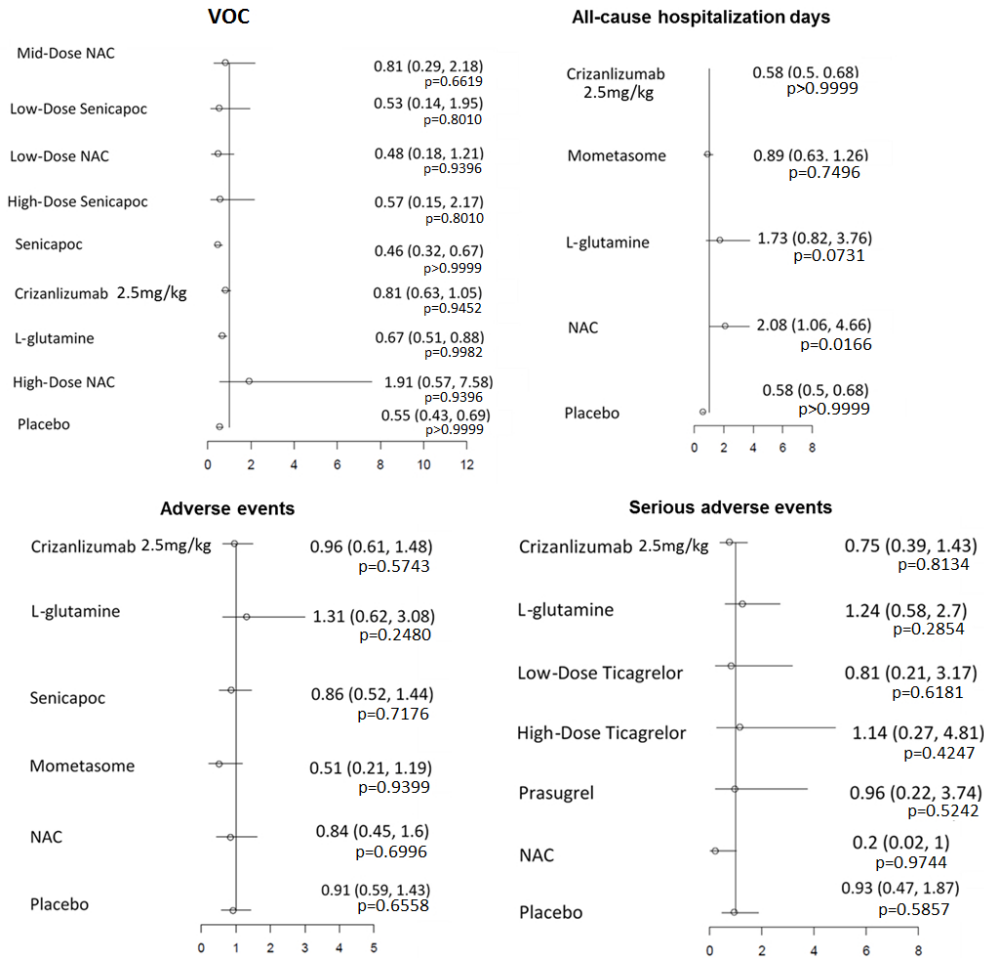 VOC
Mid-Dose NAC
0.81 (0.29, 2.18)
p=0.6619
Low-Dose Senicapoc
0.53 (0.14, 1.95)
p=0.8010
Low-Dose NAC
0.48 (0.18, 1.21)
p=0.9396
High-Dose Senicapoc
0.57 (0.15, 2.17)
p=0.8010
Senicapoc
0.46 (0.32, 0.67)
p>0.9999
Crizanlizumab 2.5mg/kg
0.81 (0.63, 1.05)
p=0.9452
L-glutamine
0.67 (0.51, 0.88)
p=0.9982
High-Dose NAC
1.91 (0.57, 7.58)
p=0.9396
Placebo
0.55 (0.43, 0.69)
p>0.9999
0 2 4 6 8 10 12
All-cause hospitalization days
Crizanlizumab
2.5mg/kg
0.58 (0.5. 0.68)
p>0.9999
Mometasome
0.89 (0.63. 1.26)
p=0.7496
L-glutamine
1.73 (0.82, 3.76)
p=0.0731
NAC
2.08 (1.06, 4.66)
p=0.0166
Placebo
0.58 (0.5, 0.68)
p>0.9999
0 2 4 6 8
Adverse events
Crizanlizumab 2.5mg/kg
0.96 (0.61, 1.48)
p=0.5743
L-glutamine
1.31 (0.62, 3.08)
p=0.2480
Senicapoc
0.86 (0.52, 1.44)
p=0.7176
Mometasome
0.51 (0.21, 1.19)
p=0.9399
NAC
0.84 (0.45, 1.6)
p=0.6996
Placebo
0.91 (0.59, 1.43)
p=0.6558
0 1 2 3 4 5
Serious adverse events
Crizanlizumab 2.5mg/kg
0.75 (0.39, 1.43)
p=0.8134
L-glutamine
1.24 (0.58, 2.7)
p=0.2854
Low-Dose Ticagrelor
0.81 (0.21, 3.17)
p=0.6181
High-Dose Ticagrelor
1.14 (0.27, 4.81)
p=0.4247
Prasugrel
0.96 (0.22, 3.74)
p=0.5242
NAC
0.2 (0.02, 1)
p=0.9744
Placebo
0.93 (0.47, 1.87)
p=0.5857
0 2 4 6 8